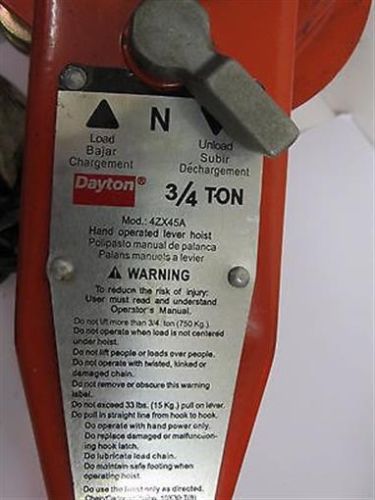 N
Load
Bajar
Chargement
Unload
Subir
Déchargement
Dayton® 3/4 TON
Mod.: 4ZX45A
Hand operated lever hoist
Polipasto manual de palanca
Palans manuels a levier
WARNING
To reduce the risk of injury:
User must read and understand
Operator's Manual.
Do not lift more than 3/4 ton (750 Kg.)
Do not operate when load is not centered
under hoist.
Do not lift people or loads over people.
Do not operate with twisted, kinked or
damaged chain.
Do not remove or obscure this warning
label.
Do not exceed 33 lbs. (15 Kg.) pull on lever.
Do pull in straight line from hook to hook.
Do operate with hand power only.
Do replace damaged or malfunction-
ing hook latch.
Do lubricate load chain.
Do maintain safe footing when
operating hoist.
Do use the hoist only as directed.